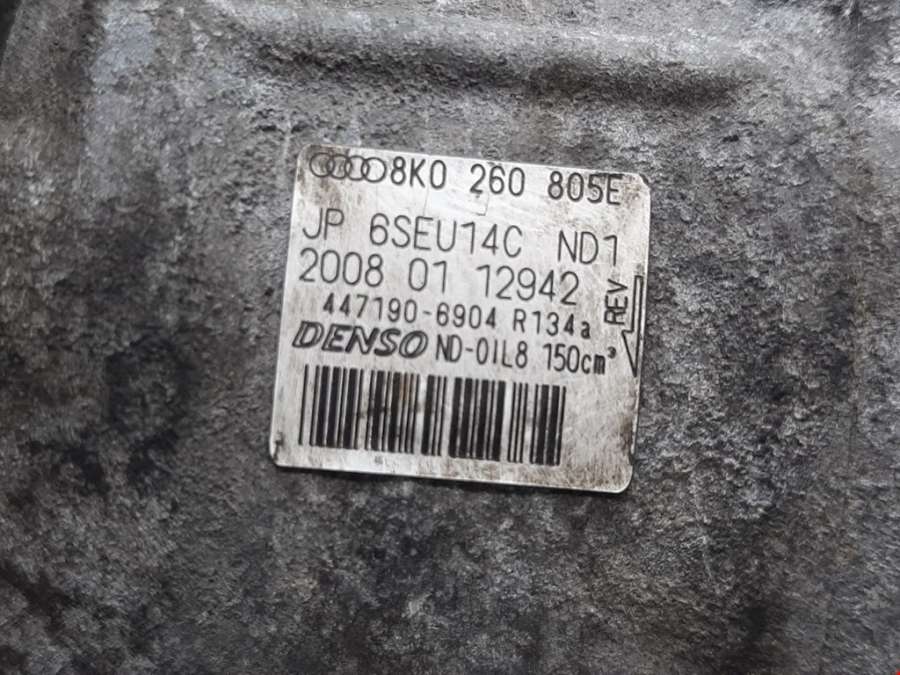 8K0 260 805E
JP 6SEU14C ND1
2008 01 12942
447190-6904 R134a
DENSO ND-OIL8 150cm³
REV